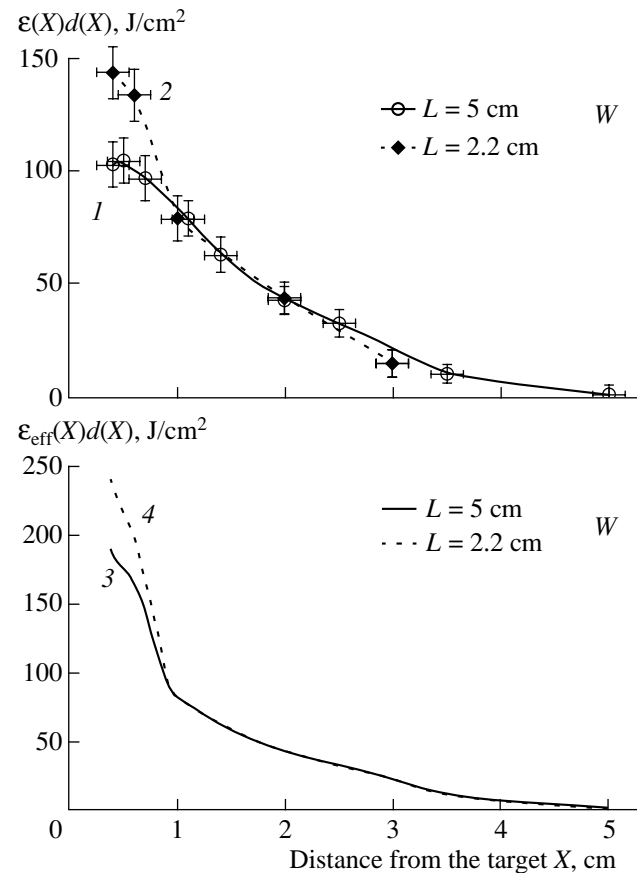 ε(X)d(X), J/cm²
150
2
L = 5 cm W
L = 2.2 cm
100
1
50
0
ε_eff(X)d(X), J/cm²
250
4
L = 5 cm W
200
L = 2.2 cm
3
150
100
50
0 1 2 3 4 5
Distance from the target X, cm